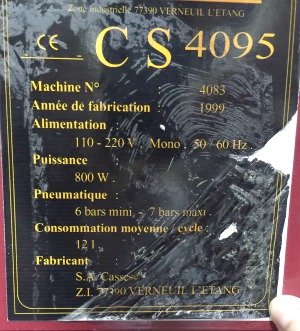 Zone industrielle 77390 VERNEUIL L'ETANG
CE CS 4095
Machine N° : 4083
Année de fabrication : 1999
Alimentation :
110 - 220 V Mono . 50 / 60 Hz
Puissance :
800 W .
Pneumatique :
6 bars mini, - 7 bars maxi .
Consommation moyenne / cycle :
12 l
Fabricant :
S.A. Cassese
Z.I. 77390 VERNEUIL L'ETANG